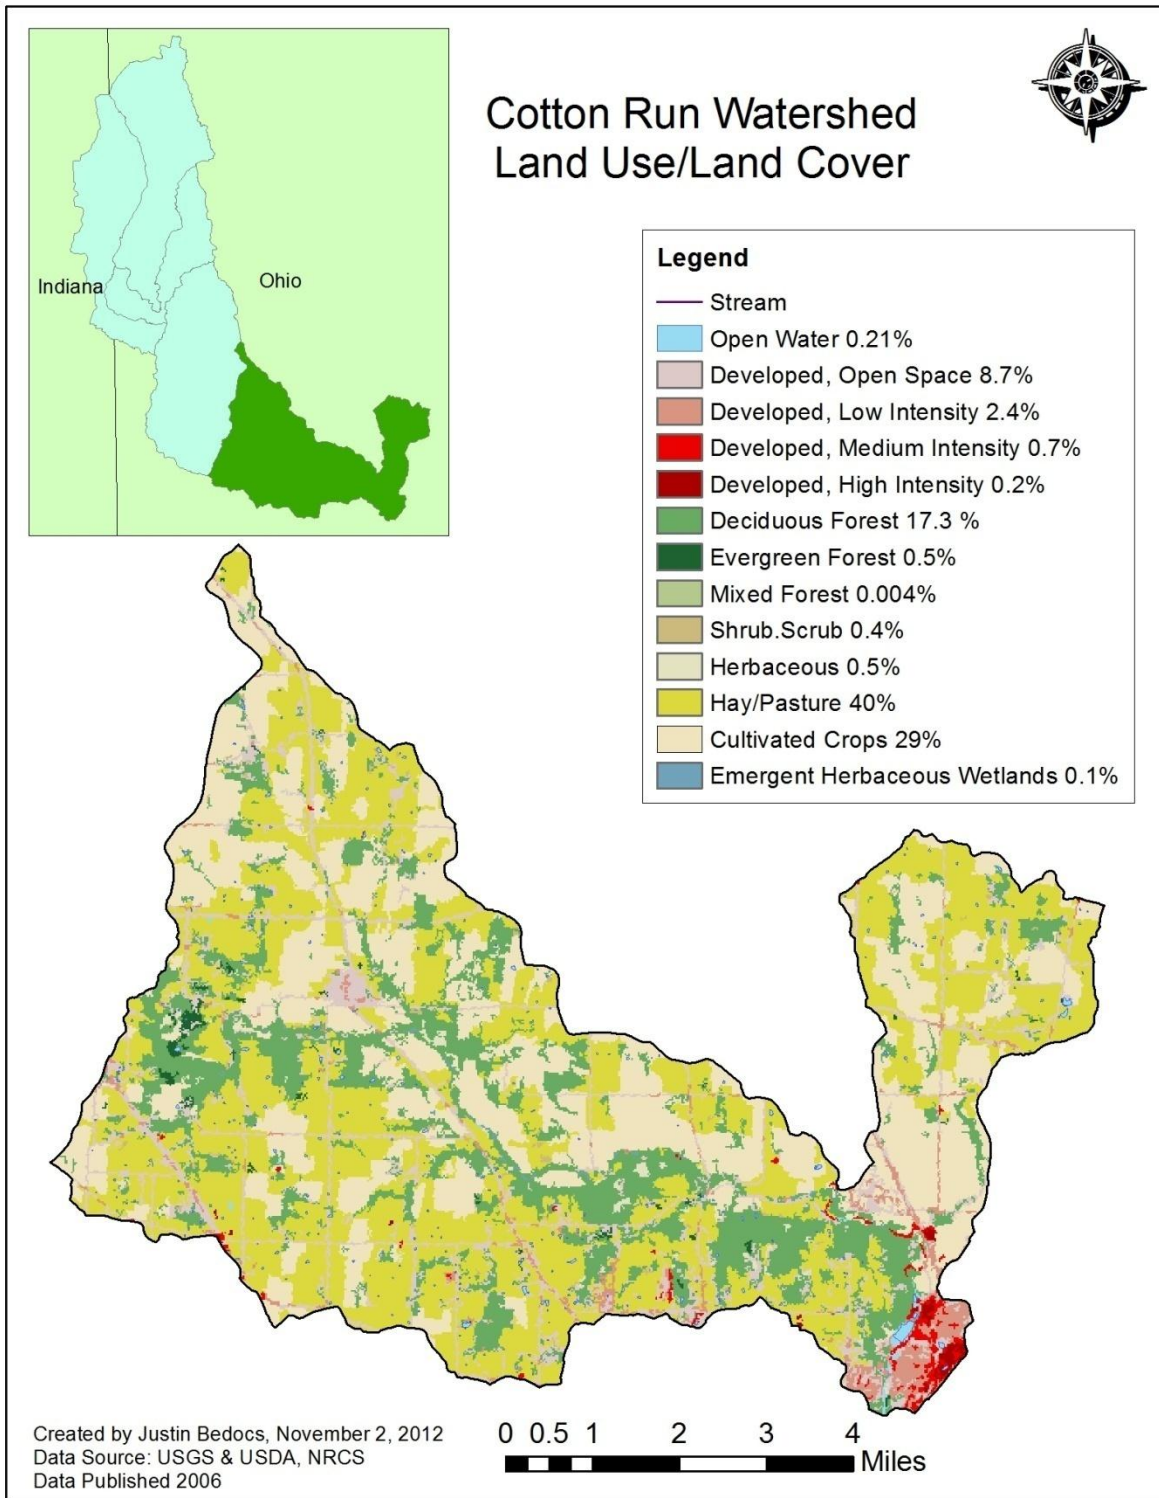 Indiana
Ohio
Cotton Run Watershed
Land Use/Land Cover
Legend
Stream
Open Water 0.21%
Developed, Open Space 8.7%
Developed, Low Intensity 2.4%
Developed, Medium Intensity 0.7%
Developed, High Intensity 0.2%
Deciduous Forest 17.3 %
Evergreen Forest 0.5%
Mixed Forest 0.004%
Shrub.Scrub 0.4%
Herbaceous 0.5%
Hay/Pasture 40%
Cultivated Crops 29%
Emergent Herbaceous Wetlands 0.1%
Created by Justin Bedocs, November 2, 2012
Data Source: USGS & USDA, NRCS
Data Published 2006
0 0.5 1 2 3 4
Miles